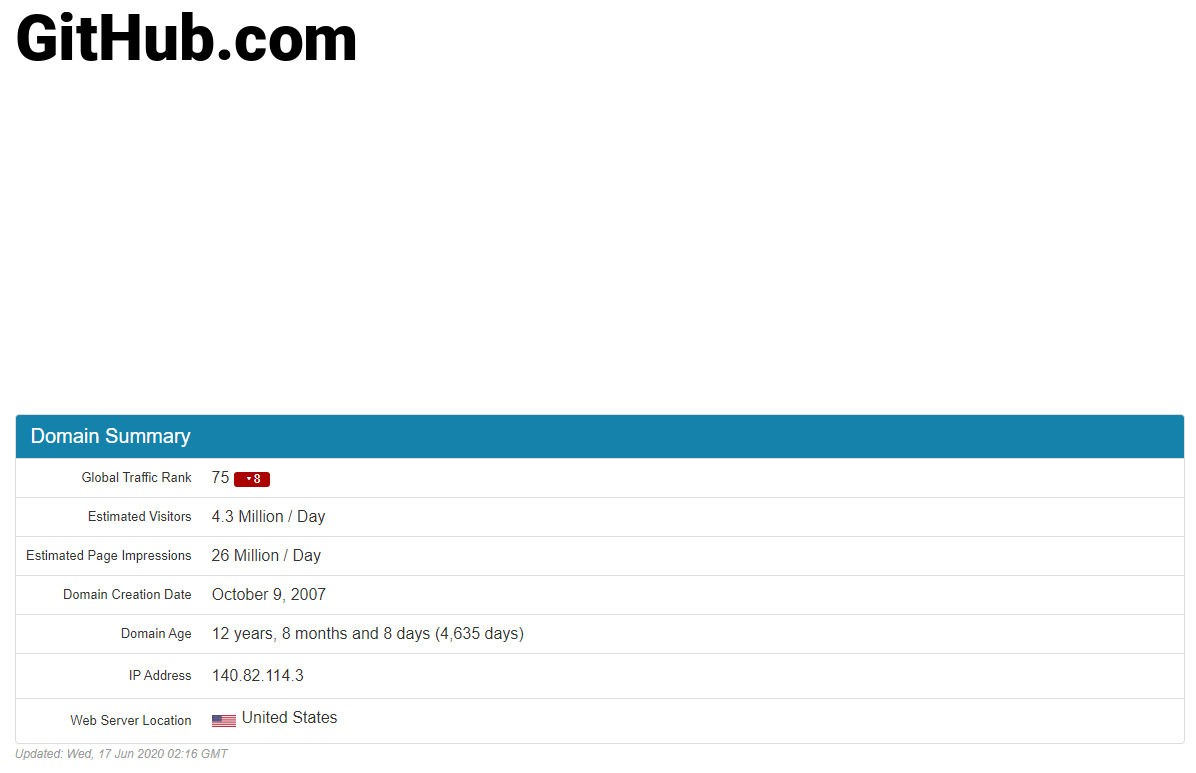 GitHub.com
Domain Summary
Global Traffic Rank 75 8
Estimated Visitors 4.3 Million / Day
Estimated Page Impressions 26 Million / Day
Domain Creation Date October 9, 2007
Domain Age 12 years, 8 months and 8 days (4,635 days)
IP Address 140.82.114.3
Web Server Location United States
Updated: Wed, 17 Jun 2020 02:16 GMT